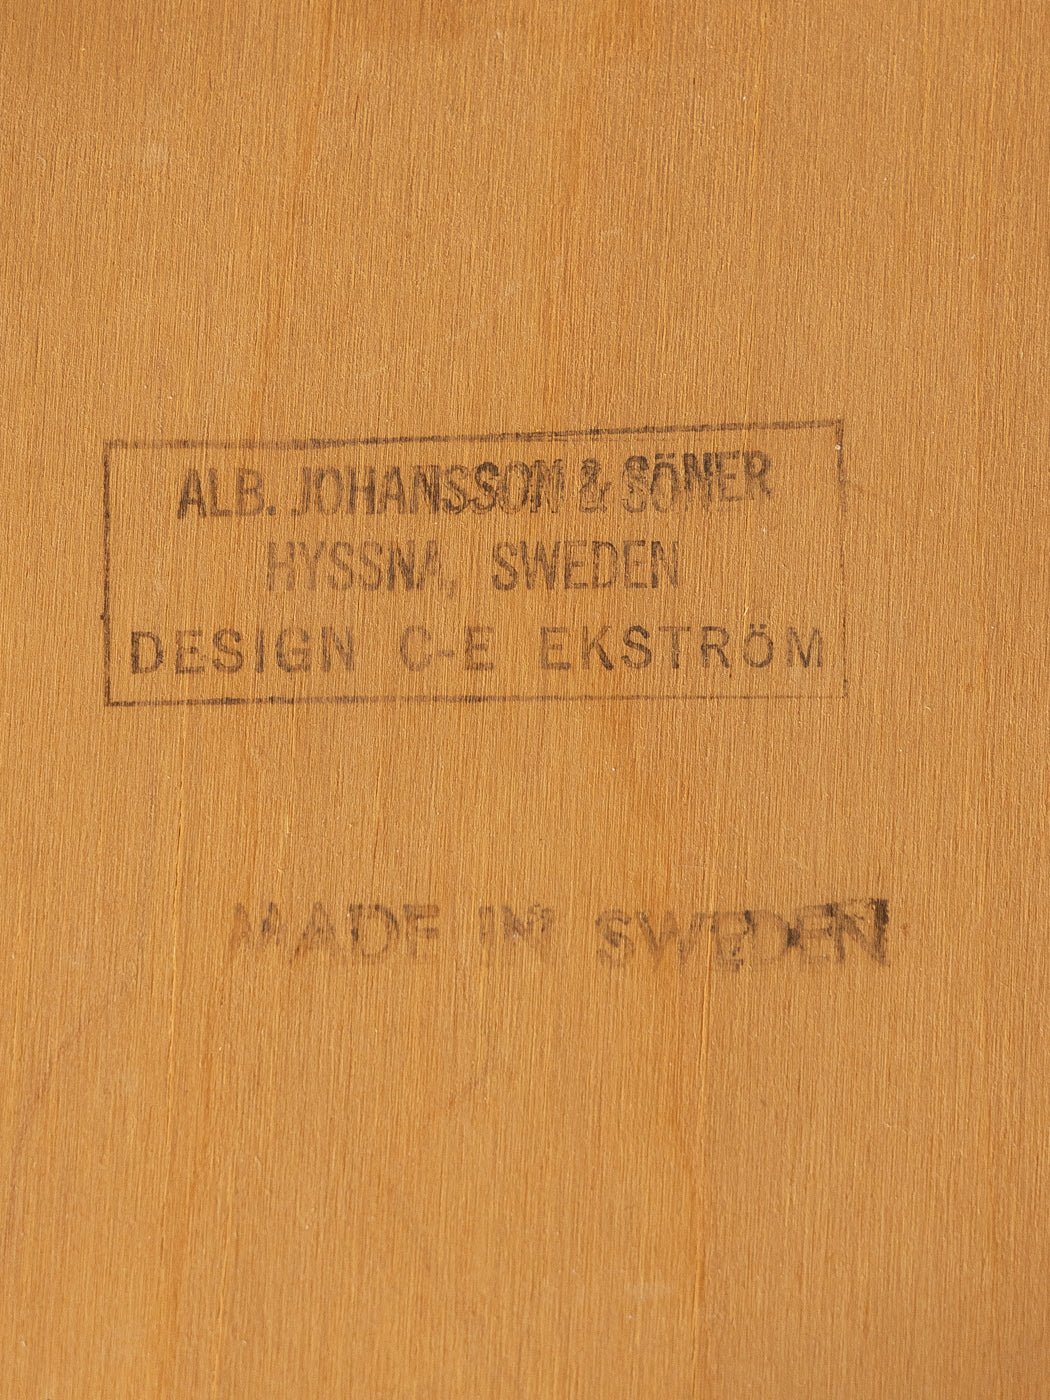 ALB. JOHANSSON & SÖNER
HYSSNA, SWEDEN
DESIGN C-E EKSTRÖM
MADE IN SWEDEN